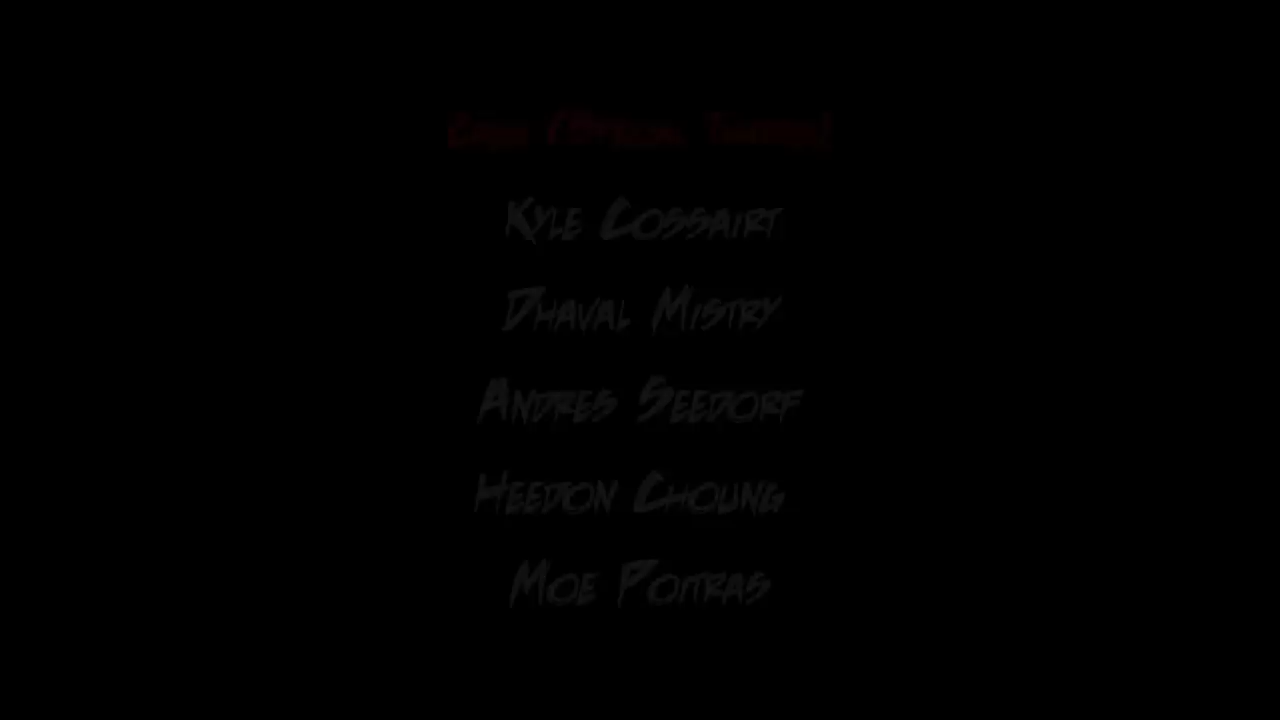 Kyle Cossairt
Dhaval Mistry
Andres Seedorf
Heedon Choung
Moe Poitras